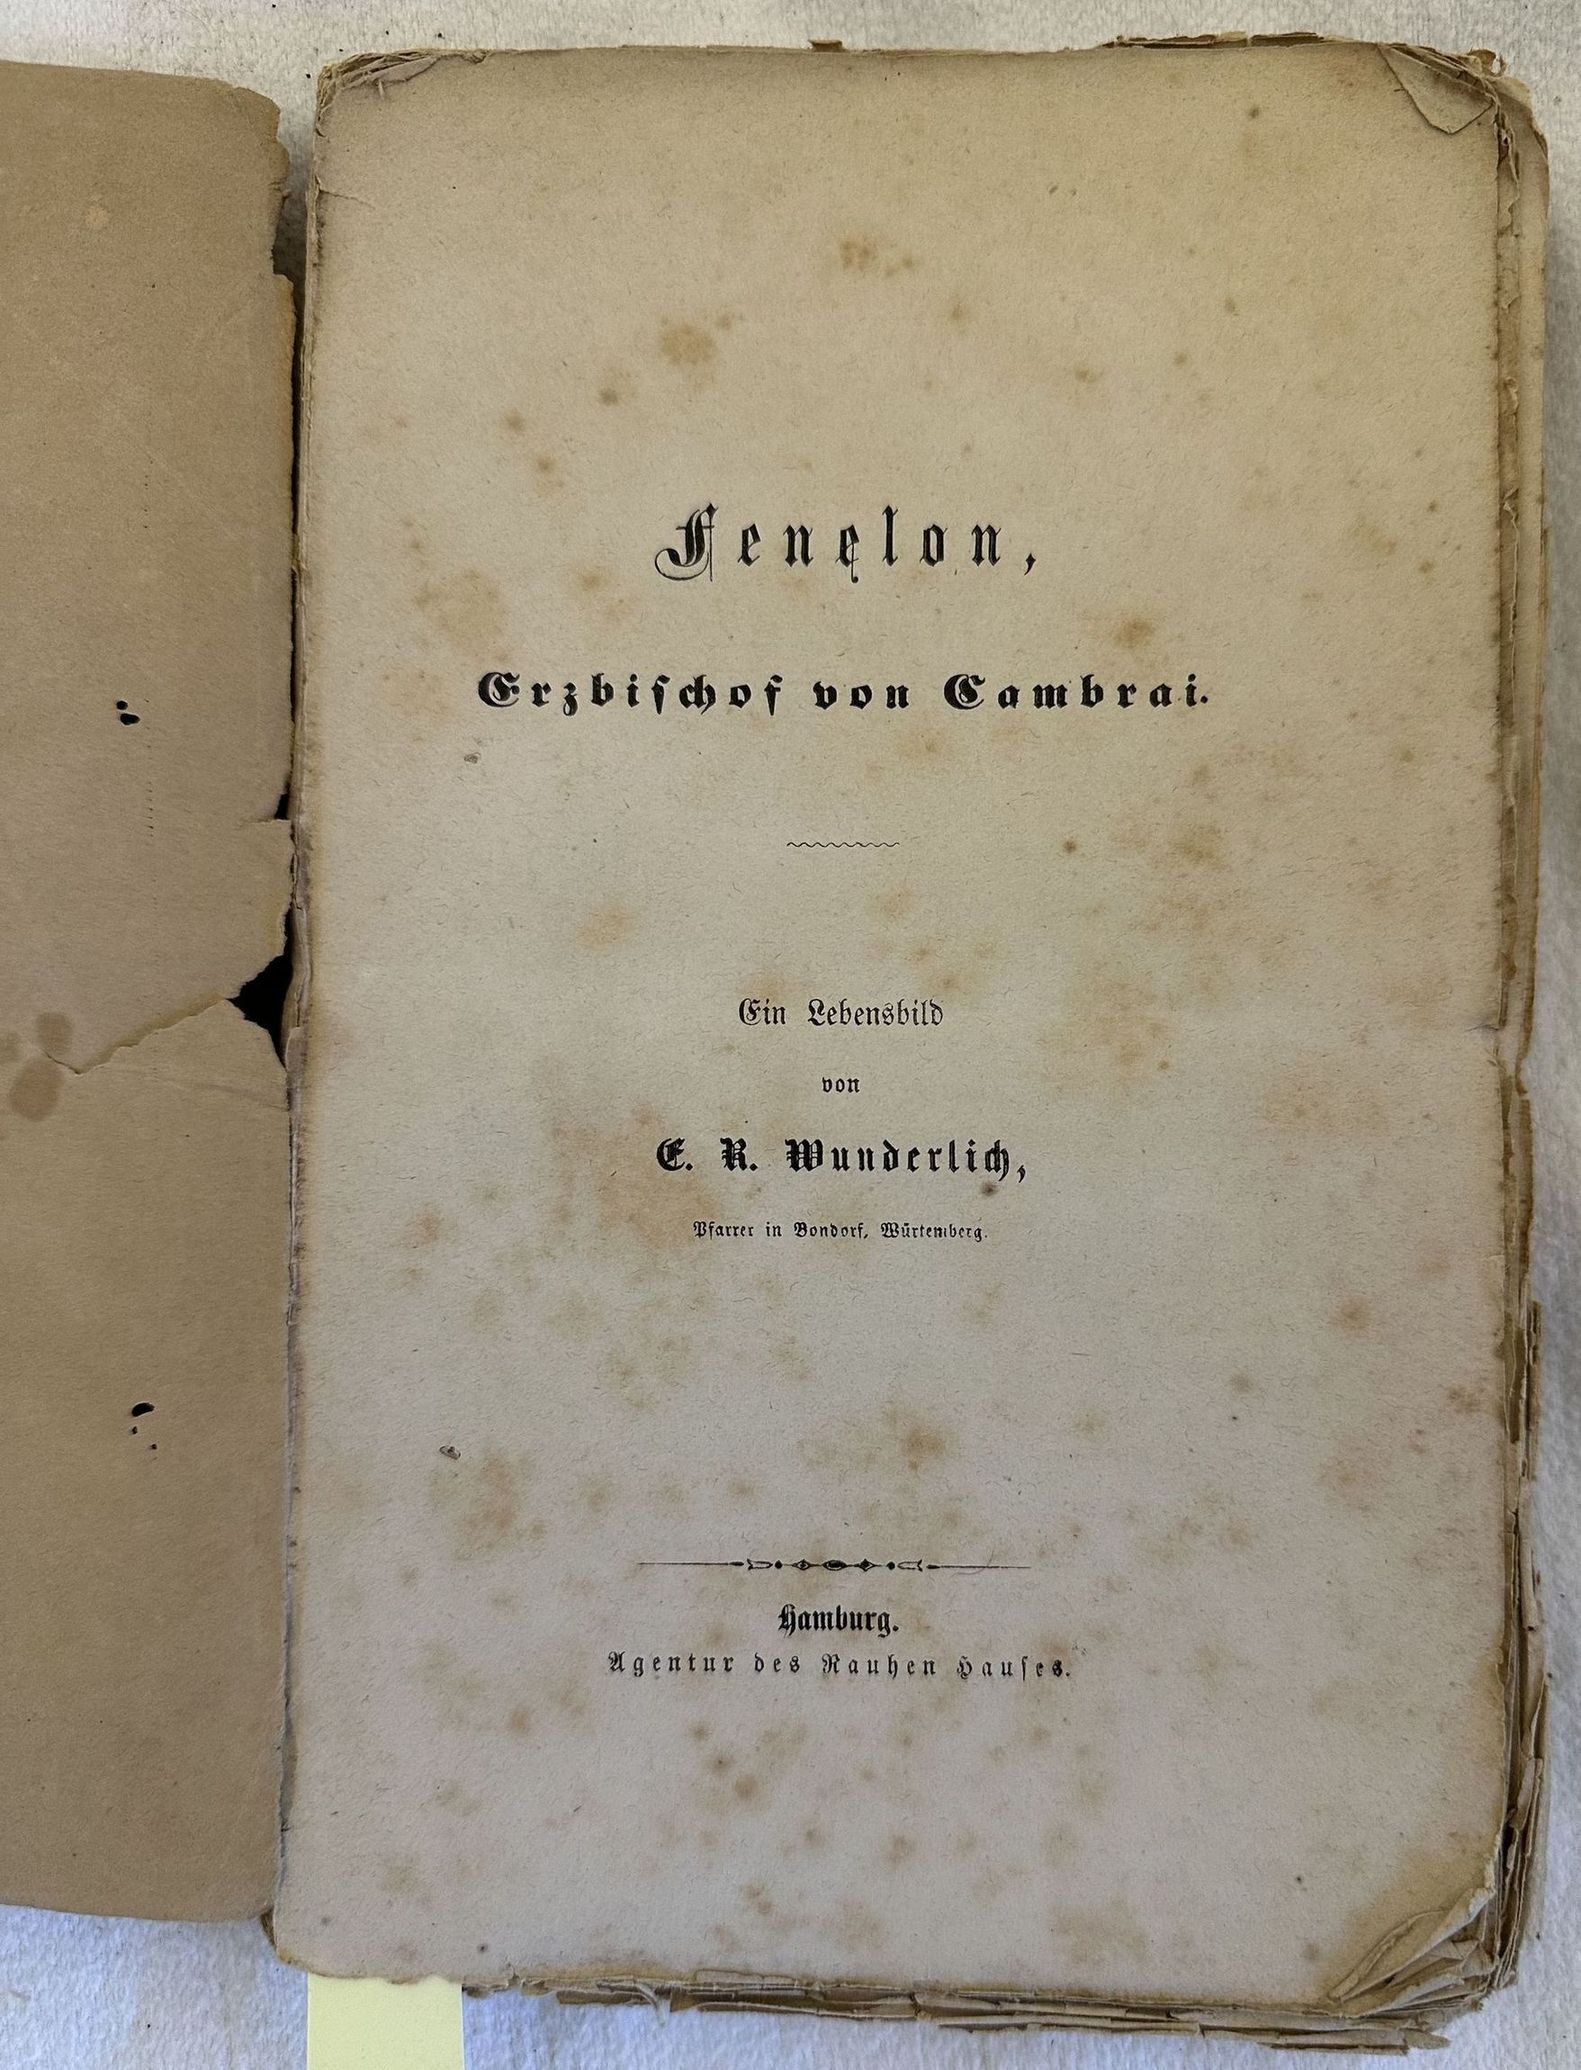 Fenelon,
Erzbischof von Cambrai.
Ein Lebensbild
von
E. R. Wunderlich,
Pfarrer in Bondorf, Würtemberg.
Hamburg.
Agentur des Rauhen Hauses.